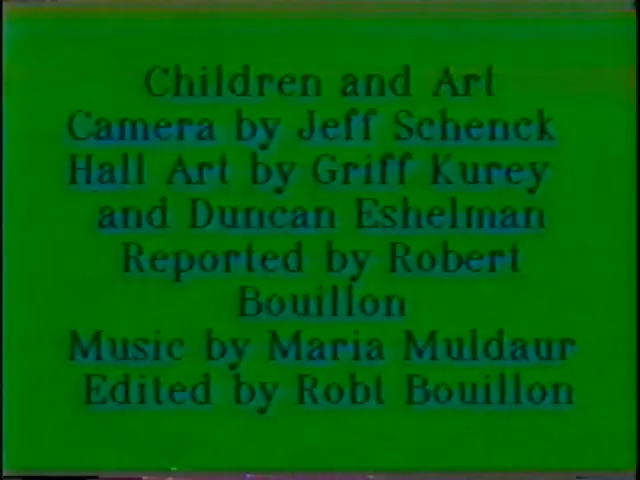 Children and Art
Camera by Jeff Schenck
Hall Art by Griff Kurey
and Duncan Eshelman
Reported by Robert
Bouillon
Music by Maria Muldaur
Edited by Robt Bouillon